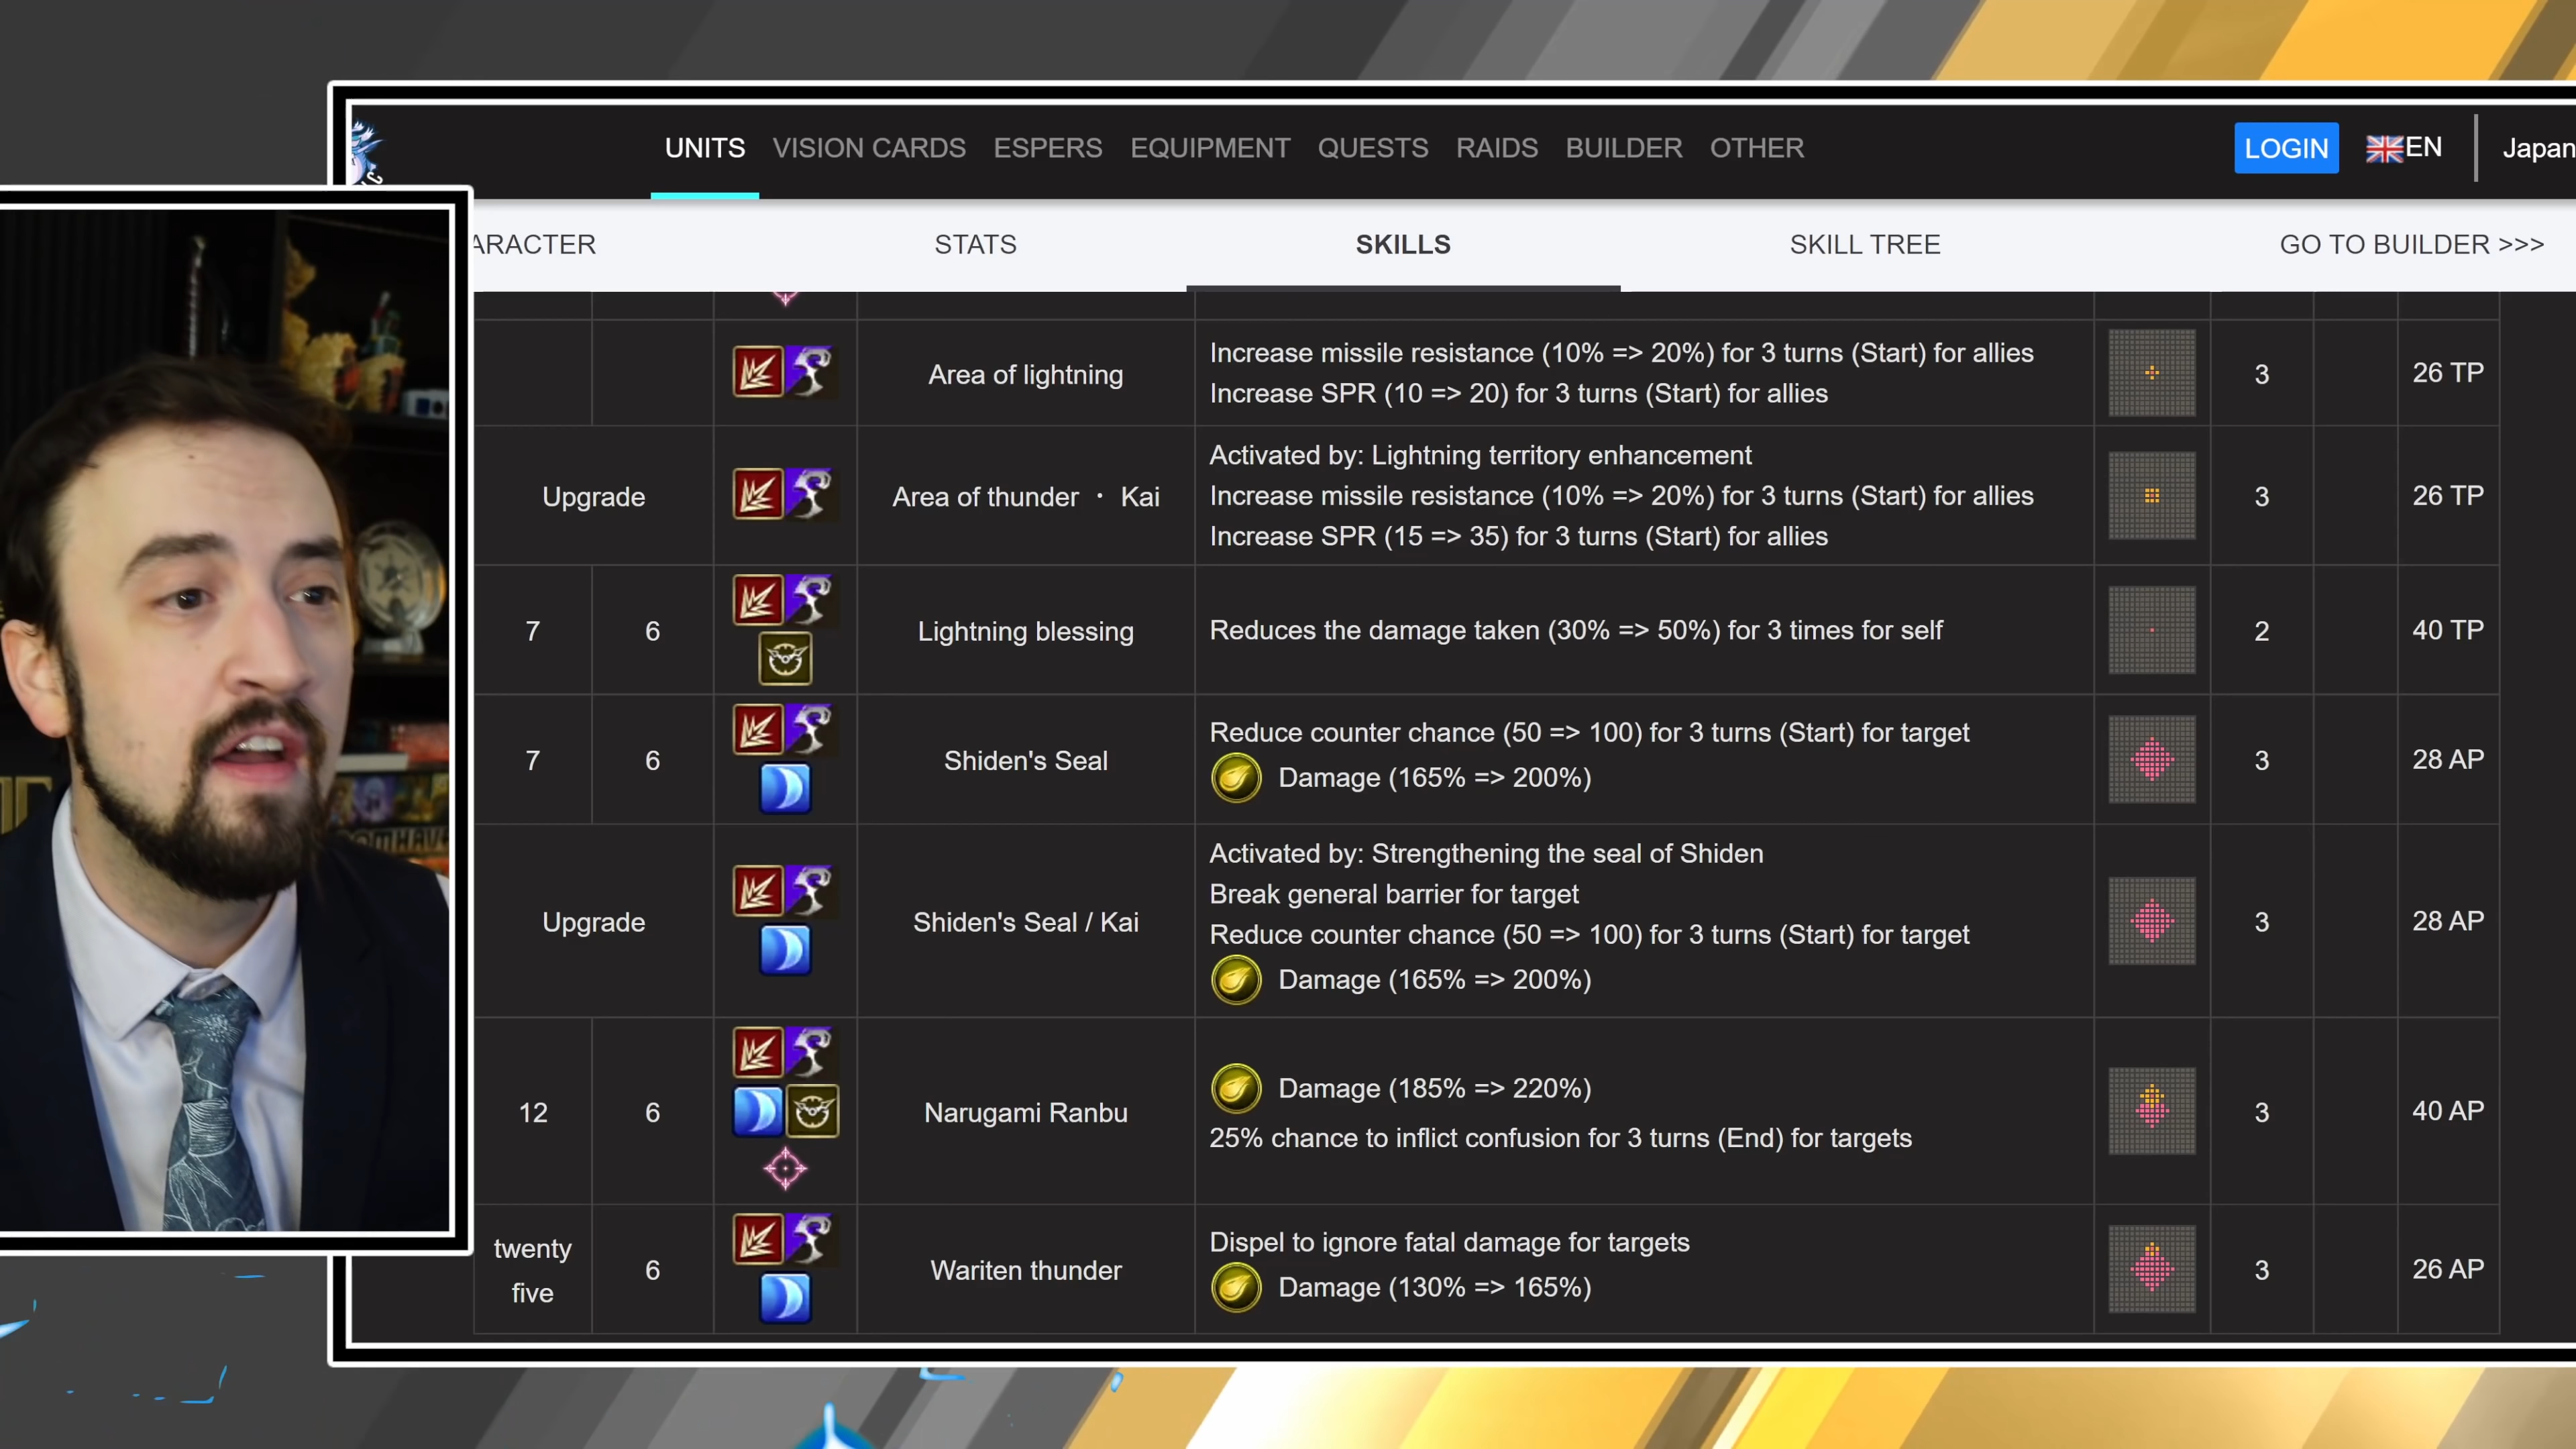 UNITS VISION CARDS ESPERS EQUIPMENT QUESTS RAIDS BUILDER OTHER LOGIN EN Japan
ARACTER STATS SKILLS SKILL TREE GO TO BUILDER >>>
Area of lightning
Increase missile resistance (10% => 20%) for 3 turns (Start) for allies
Increase SPR (10 => 20) for 3 turns (Start) for allies
3 26 TP
Upgrade
Area of thunder ・ Kai
Activated by: Lightning territory enhancement
Increase missile resistance (10% => 20%) for 3 turns (Start) for allies
Increase SPR (15 => 35) for 3 turns (Start) for allies
3 26 TP
7 6 Lightning blessing Reduces the damage taken (30% => 50%) for 3 times for self 2 40 TP
7 6 Shiden's Seal
Reduce counter chance (50 => 100) for 3 turns (Start) for target
Damage (165% => 200%)
3 28 AP
Upgrade
Shiden's Seal / Kai
Activated by: Strengthening the seal of Shiden
Break general barrier for target
Reduce counter chance (50 => 100) for 3 turns (Start) for target
Damage (165% => 200%)
3 28 AP
12 6 Narugami Ranbu
Damage (185% => 220%)
25% chance to inflict confusion for 3 turns (End) for targets
3 40 AP
twenty
five
6 Wariten thunder
Dispel to ignore fatal damage for targets
Damage (130% => 165%)
3 26 AP